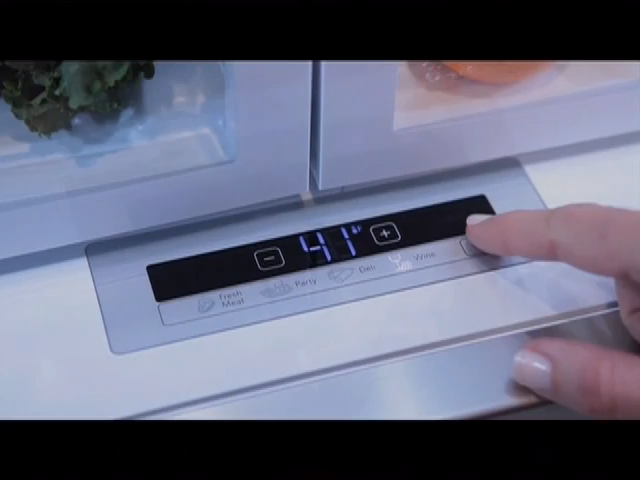 − 41° +
Fresh
Meat
Party
Deli
Wine